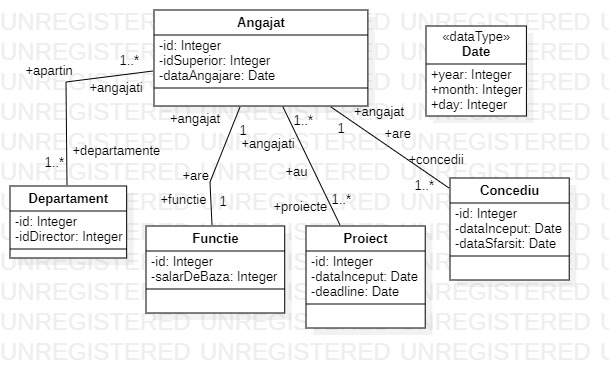 UNREGISTERED UNREGISTERED UNREGISTERED
Angajat
-id: Integer
-idSuperior: Integer
-dataAngajare: Date
«dataType»
Date
+year: Integer
+month: Integer
+day: Integer
+apartin
1..*
+angajati
+departamente
1..*
+angajat
1
+are
+functie
1
1..*
+angajati
+au
+proiecte
1..*
+angajat
1
+are
+concedii
1..*
Departament
-id: Integer
-idDirector: Integer
Functie
-id: Integer
-salarDeBaza: Integer
Proiect
-id: Integer
-dataInceput: Date
-deadline: Date
Concediu
-id: Integer
-dataInceput: Date
-dataSfarsit: Date
UNREGISTERED UNREGISTERED UNREGISTERED